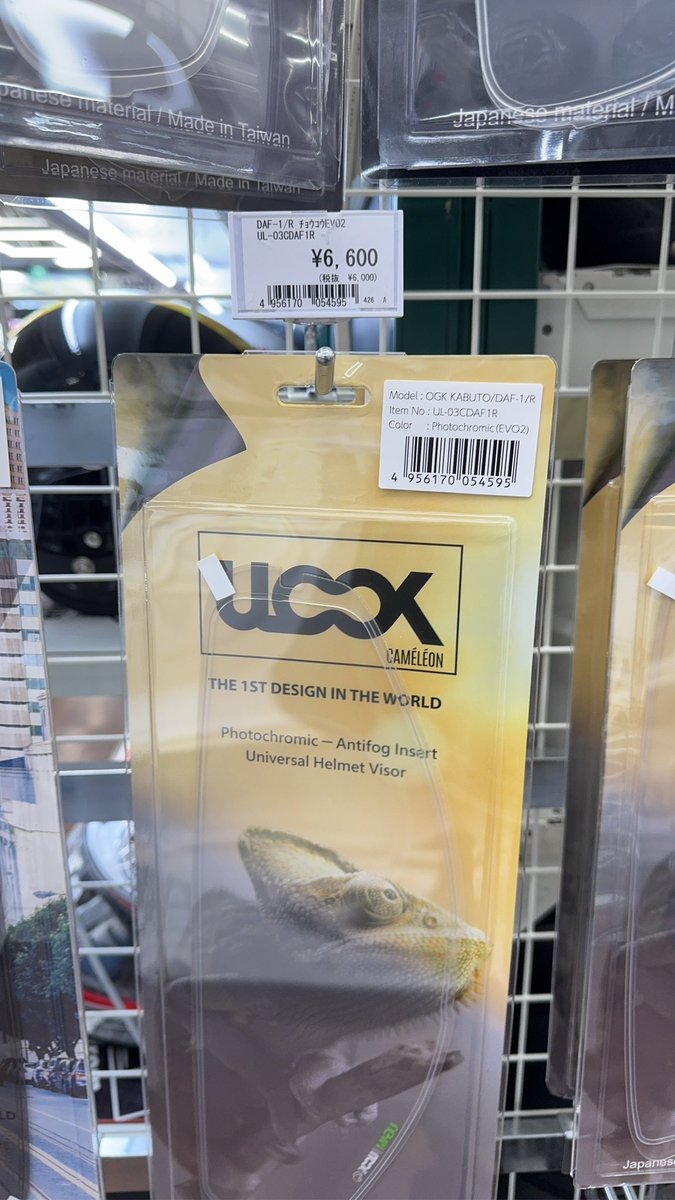 Japanese material / Made in Taiwan
Japanese material / M
Japanese material / Made in Taiwan
DAF-1/R ﾁｮｳｺｳEVO2
UL-03CDAF1R
¥6,600
(税抜 ¥6,000)
4 956170 054595
426 A
Model : OGK KABUTO/DAF-1/R
Item No : UL-03CDAF1R
Color : Photochromic(EVO2)
4 956170 054595
CAMÉLÉON
THE 1ST DESIGN IN THE WORLD
Photochromic – Antifog Insert
Universal Helmet Visor
Japanes
LD